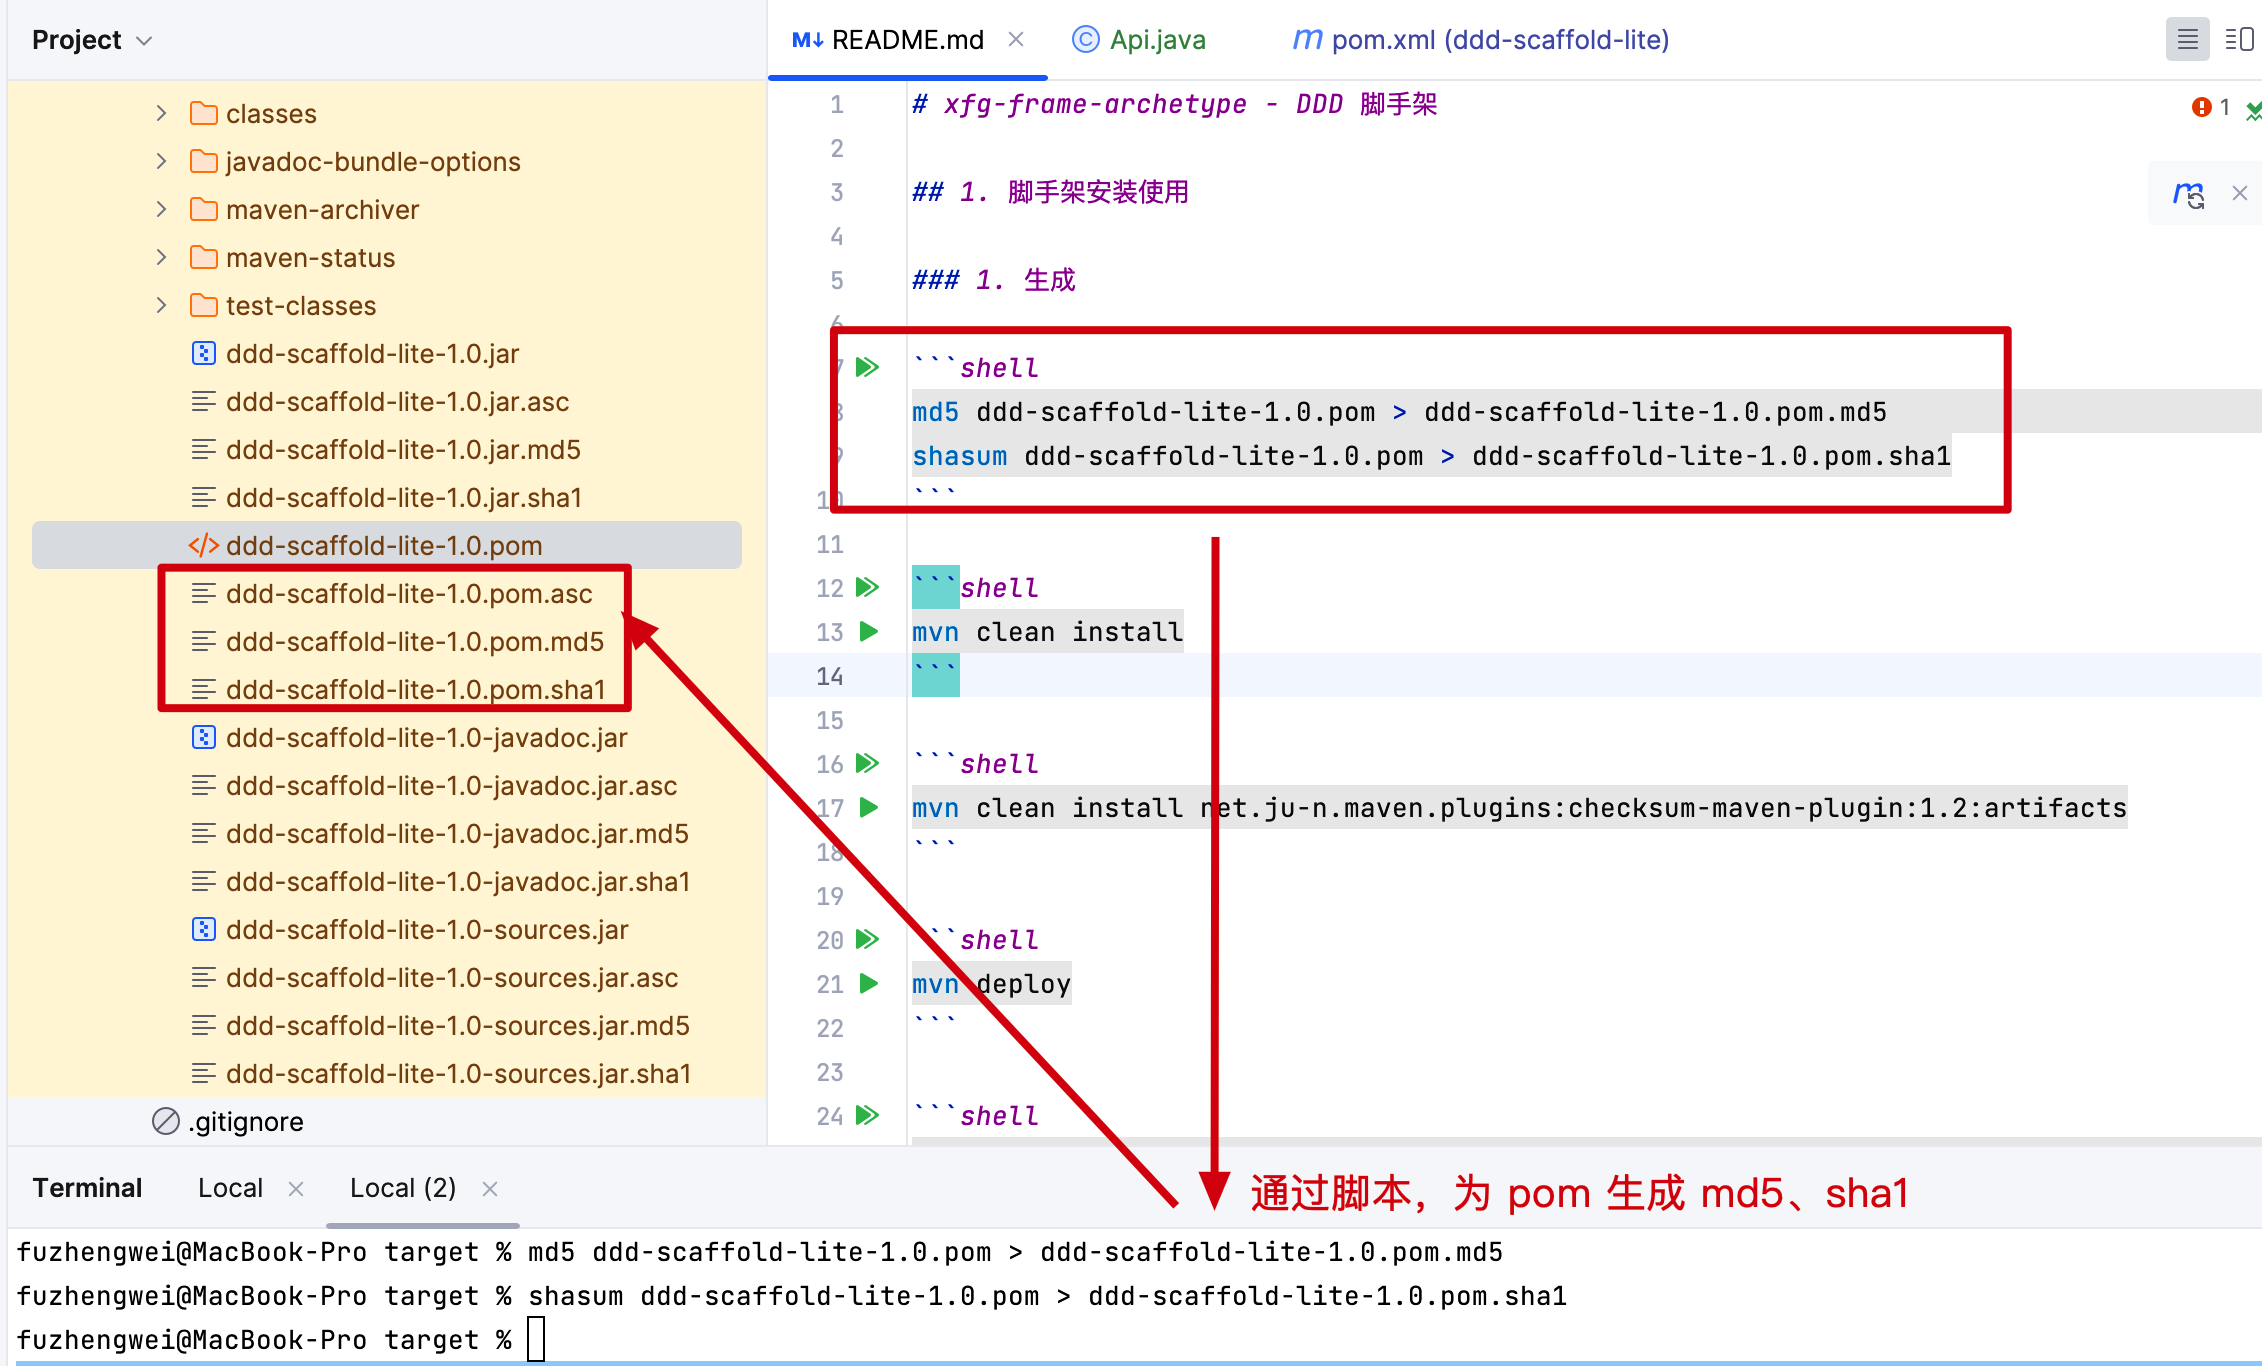 Project
README.md
Api.java
pom.xml (ddd-scaffold-lite)
classes
javadoc-bundle-options
maven-archiver
maven-status
test-classes
ddd-scaffold-lite-1.0.jar
ddd-scaffold-lite-1.0.jar.asc
ddd-scaffold-lite-1.0.jar.md5
ddd-scaffold-lite-1.0.jar.sha1
ddd-scaffold-lite-1.0.pom
ddd-scaffold-lite-1.0.pom.asc
ddd-scaffold-lite-1.0.pom.md5
ddd-scaffold-lite-1.0.pom.sha1
ddd-scaffold-lite-1.0-javadoc.jar
ddd-scaffold-lite-1.0-javadoc.jar.asc
ddd-scaffold-lite-1.0-javadoc.jar.md5
ddd-scaffold-lite-1.0-javadoc.jar.sha1
ddd-scaffold-lite-1.0-sources.jar
ddd-scaffold-lite-1.0-sources.jar.asc
ddd-scaffold-lite-1.0-sources.jar.md5
ddd-scaffold-lite-1.0-sources.jar.sha1
.gitignore
1 # xfg-frame-archetype - DDD 脚手架
1
2
3 ## 1. 脚手架安装使用
4
5 ### 1. 生成
6
7 ```shell
8 md5 ddd-scaffold-lite-1.0.pom > ddd-scaffold-lite-1.0.pom.md5
9 shasum ddd-scaffold-lite-1.0.pom > ddd-scaffold-lite-1.0.pom.sha1
10 ```
11
12 ```shell
13 mvn clean install
14 ```
15
16 ```shell
17 mvn clean install net.ju-n.maven.plugins:checksum-maven-plugin:1.2:artifacts
18 ```
19
20 ```shell
21 mvn deploy
22 ```
23
24 ```shell
通过脚本，为 pom 生成 md5、sha1
Terminal
Local
Local (2)
fuzhengwei@MacBook-Pro target % md5 ddd-scaffold-lite-1.0.pom > ddd-scaffold-lite-1.0.pom.md5
fuzhengwei@MacBook-Pro target % shasum ddd-scaffold-lite-1.0.pom > ddd-scaffold-lite-1.0.pom.sha1
fuzhengwei@MacBook-Pro target %